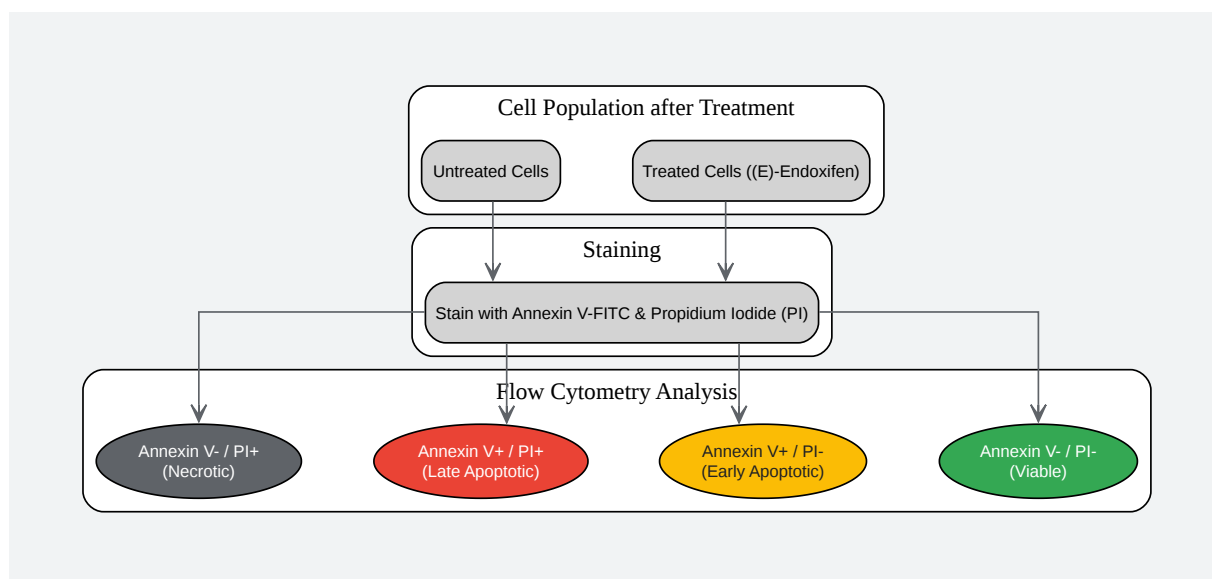 Cell Population after Treatment
Untreated Cells
Treated Cells ((E)-Endoxifen)
Staining
Stain with Annexin V-FITC & Propidium Iodide (PI)
Flow Cytometry Analysis
Annexin V- / PI+
(Necrotic)
Annexin V+ / PI+
(Late Apoptotic)
Annexin V+ / PI-
(Early Apoptotic)
Annexin V- / PI-
(Viable)